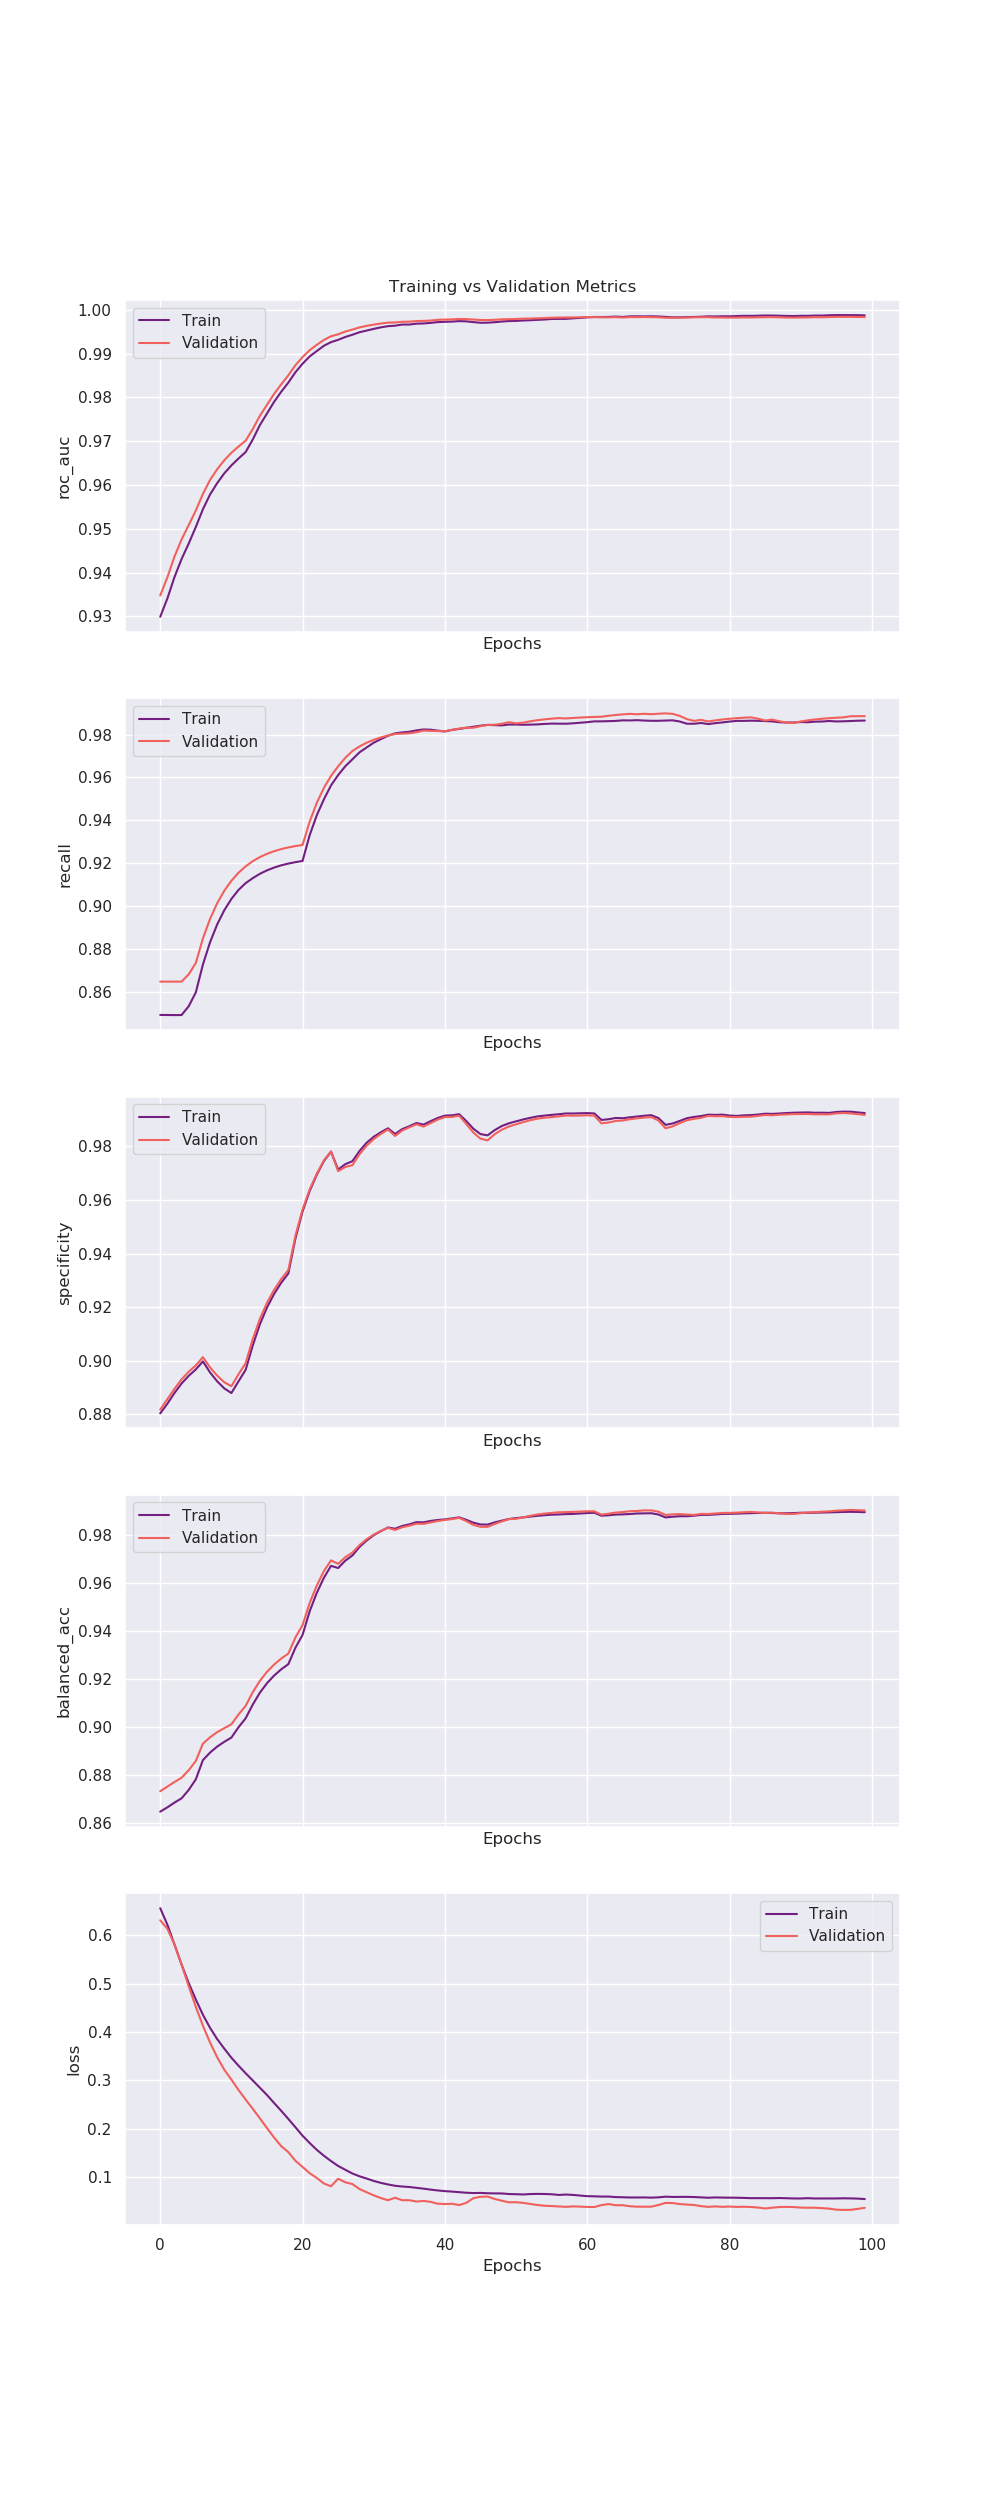 Training vs Validation Metrics
1.00
0.99
0.98
0.97
0.96
0.95
0.94
0.93
roc_auc
Train
Validation
Epochs
0.98
0.96
0.94
0.92
0.90
0.88
0.86
recall
Train
Validation
Epochs
0.98
0.96
0.94
0.92
0.90
0.88
specificity
Train
Validation
Epochs
0.98
0.96
0.94
0.92
0.90
0.88
0.86
balanced_acc
Train
Validation
Epochs
0.6
0.5
0.4
0.3
0.2
0.1
loss
Train
Validation
0 20 40 60 80 100
Epochs